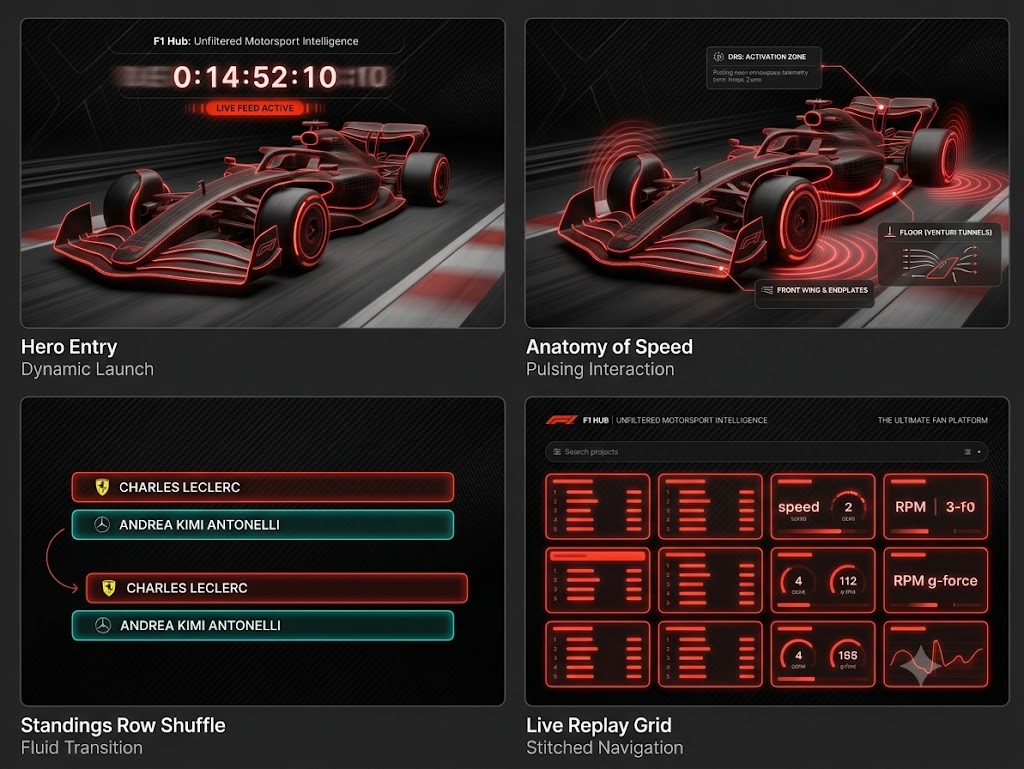 F1 Hub: Unfiltered Motorsport Intelligence
0:14:52:10
LIVE FEED ACTIVE
Hero Entry
Dynamic Launch
DRS: ACTIVATION ZONE
FLOOR (VENTURI TUNNELS)
FRONT WING & ENDPLATES
Anatomy of Speed
Pulsing Interaction
CHARLES LECLERC
ANDREA KIMI ANTONELLI
CHARLES LECLERC
ANDREA KIMI ANTONELLI
Standings Row Shuffle
Fluid Transition
F1 HUB | UNFILTERED MOTORSPORT INTELLIGENCE
THE ULTIMATE FAN PLATFORM
Search projects
speed
2
RPM | 3-f0
4
112
RPM g-force
4
Live Replay Grid
Stitched Navigation